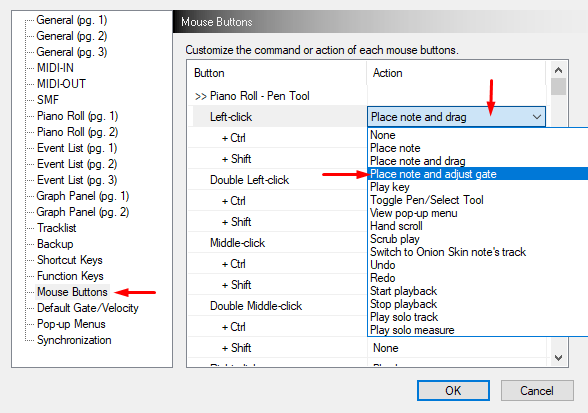 General (pg. 1)
General (pg. 2)
General (pg. 3)
MIDI-IN
MIDI-OUT
SMF
Piano Roll (pg. 1)
Piano Roll (pg. 2)
Event List (pg. 1)
Event List (pg. 2)
Event List (pg. 3)
Graph Panel (pg. 1)
Graph Panel (pg. 2)
Tracklist
Backup
Shortcut Keys
Function Keys
Mouse Buttons
Default Gate/Velocity
Pop-up Menus
Synchronization
Mouse Buttons
Customize the command or action of each mouse buttons.
Button Action
>> Piano Roll - Pen Tool
Left-click Place note and drag
+ Ctrl
+ Shift
Double Left-click
+ Ctrl
+ Shift
Middle-click
+ Ctrl
+ Shift
Double Middle-click
+ Ctrl
+ Shift None
None
Place note
Place note and drag
Place note and adjust gate
Play key
Toggle Pen/Select Tool
View pop-up menu
Hand scroll
Scrub play
Switch to Onion Skin note's track
Undo
Redo
Start playback
Stop playback
Play solo track
Play solo measure
OK Cancel